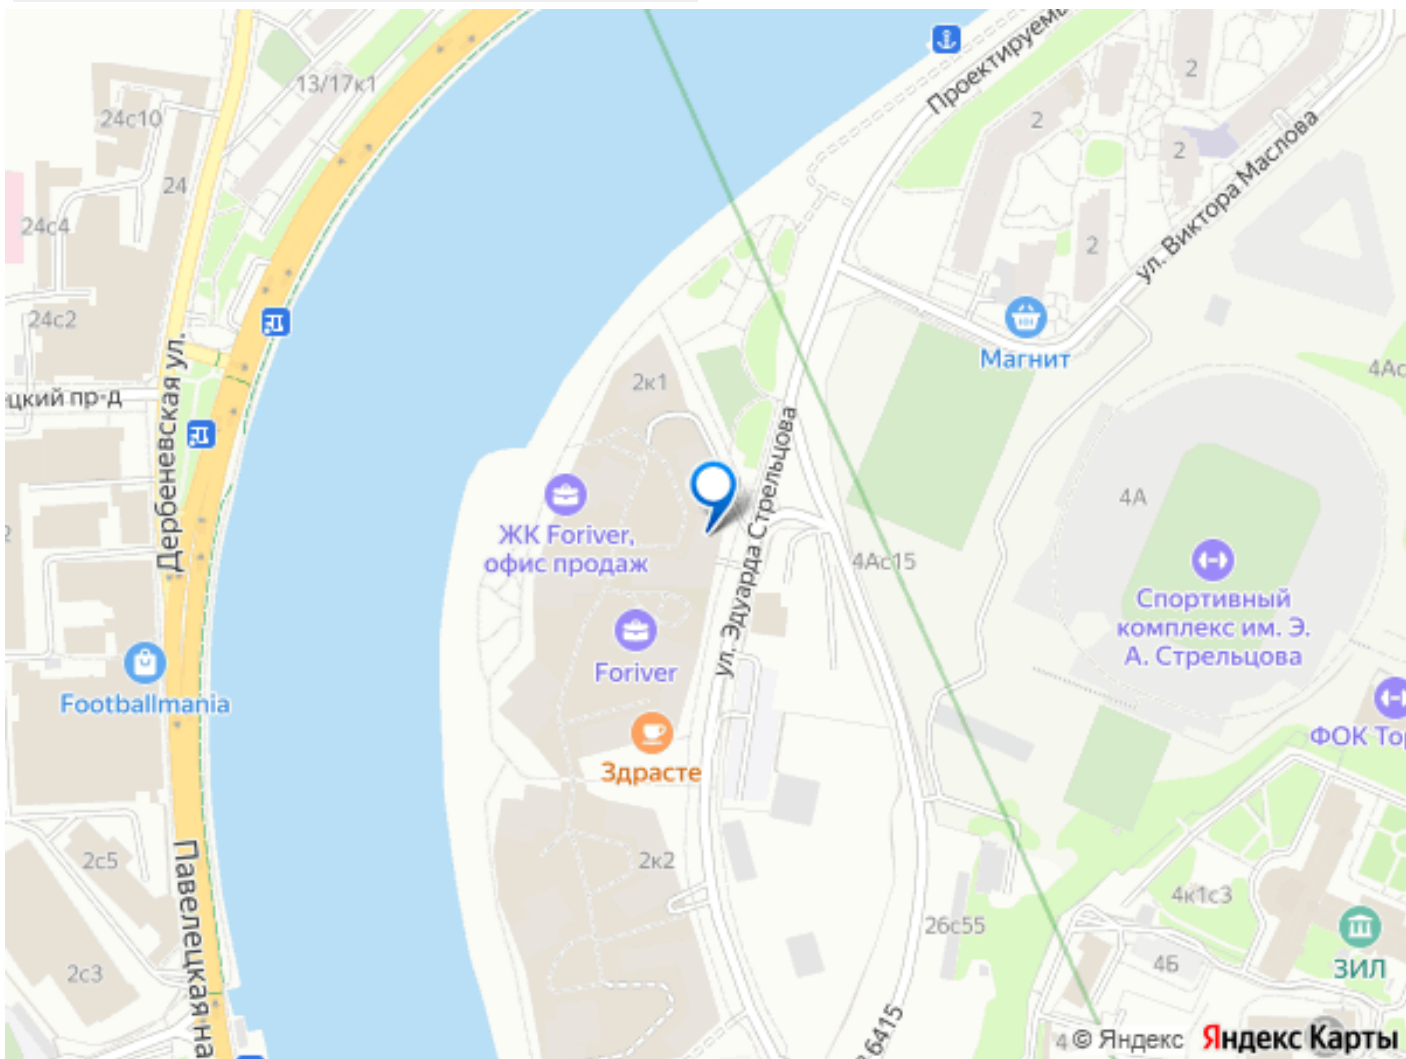 13/17к1
24с10
24
24с4
24с2
Дербеневская ул.
цкий пр-д
Footballmania
2с5
Павелецкая на
2с3
Проектируем
2
2
2
2
ул. Виктора Маслова
Магнит
4Ас
2к1
ул. Эдуарда Стрельцова
ЖК Foriver,
офис продаж
4А
4Ас15
Спортивный
комплекс им. Э.
А. Стрельцова
Foriver
Здрасте
ФОК Тор
2к2
4к1с3
26с55
4Б
ЗИЛ
6415
4
© Яндекс Яндекс Карты